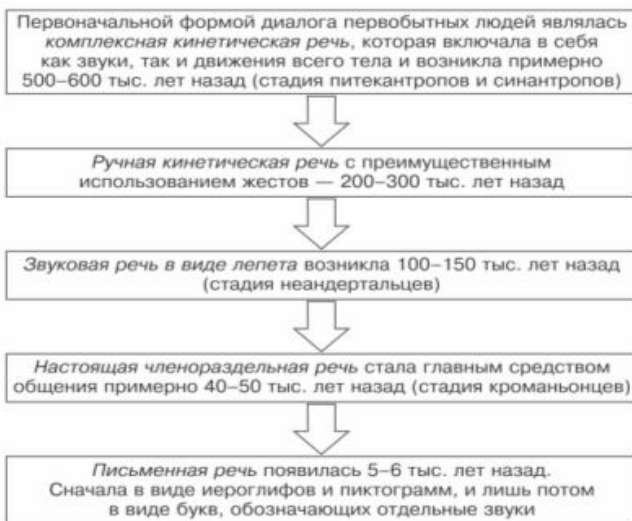 Первоначальной формой диалога первобытных людей являлась
комплексная кинетическая речь, которая включала в себя
как звуки, так и движения всего тела и возникла примерно
500–600 тыс. лет назад (стадия питекантропов и синантропов)
Ручная кинетическая речь с преимущественным
использованием жестов — 200–300 тыс. лет назад
Звуковая речь в виде лепета возникла 100–150 тыс. лет назад
(стадия неандертальцев)
Настоящая членораздельная речь стала главным средством
общения примерно 40–50 тыс. лет назад (стадия кроманьонцев)
Письменная речь появилась 5–6 тыс. лет назад.
Сначала в виде иероглифов и пиктограмм, и лишь потом
в виде букв, обозначающих отдельные звуки